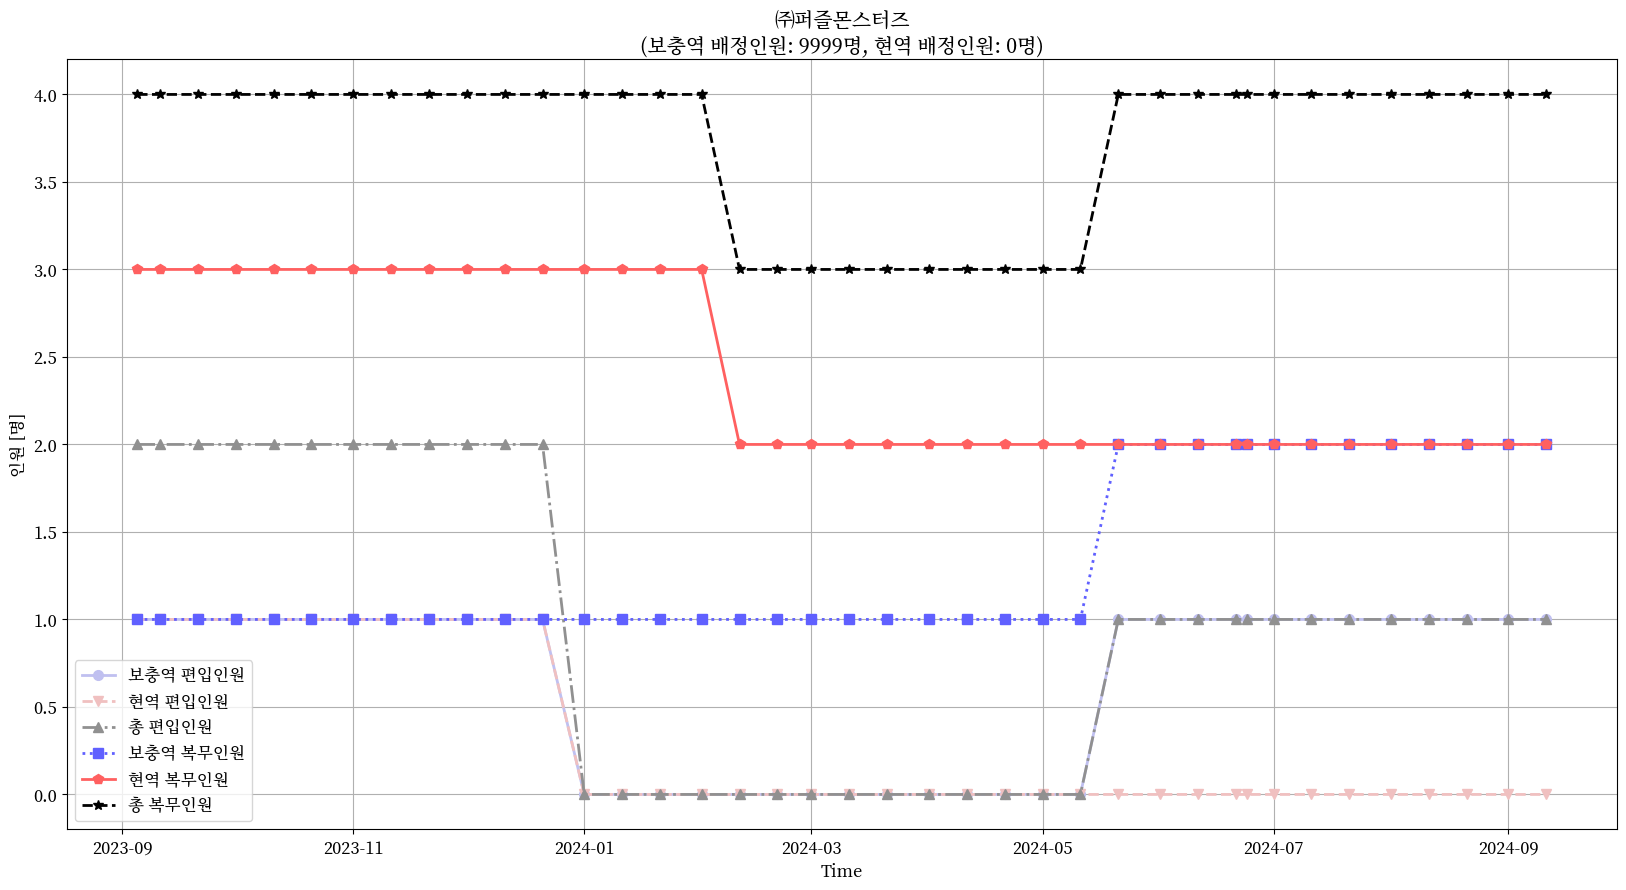 ㈜퍼즐몬스터즈
(보충역 배정인원: 9999명, 현역 배정인원: 0명)
4.0
3.5
3.0
2.5
2.0
1.5
1.0
0.5
0.0
인원 [명]
보충역 편입인원
현역 편입인원
총 편입인원
보충역 복무인원
현역 복무인원
총 복무인원
2023-09
2023-11
2024-01
2024-03
2024-05
2024-07
2024-09
Time